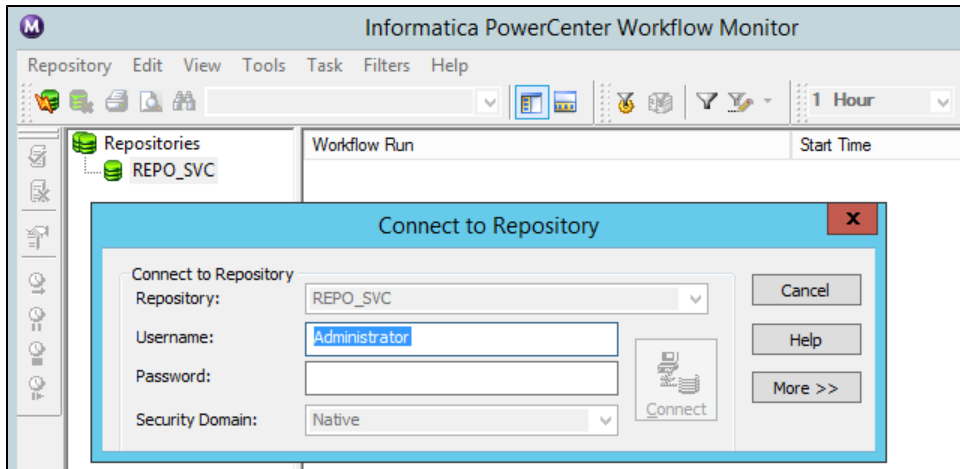 Informatica PowerCenter Workflow Monitor
Repository Edit View Tools Task Filters Help
1 Hour
Repositories
REPO_SVC
Workflow Run Start Time
Connect to Repository
x
Connect to Repository
Repository: REPO_SVC
Cancel
Username: Administrator
Help
Password:
More >>
Connect
Security Domain: Native